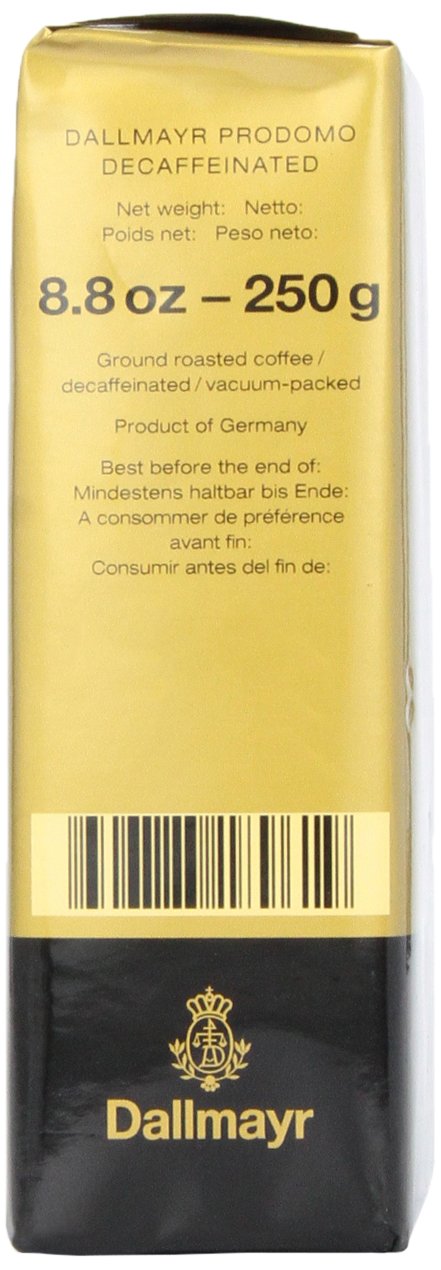 DALLMAYR PRODOMO
DECAFFEINATED
Net weight: Netto:
Poids net: Peso neto:
8.8 oz – 250 g
Ground roasted coffee /
decaffeinated / vacuum-packed
Product of Germany
Best before the end of:
Mindestens haltbar bis Ende:
A consommer de préférence
avant fin:
Consumir antes del fin de:
Dallmayr